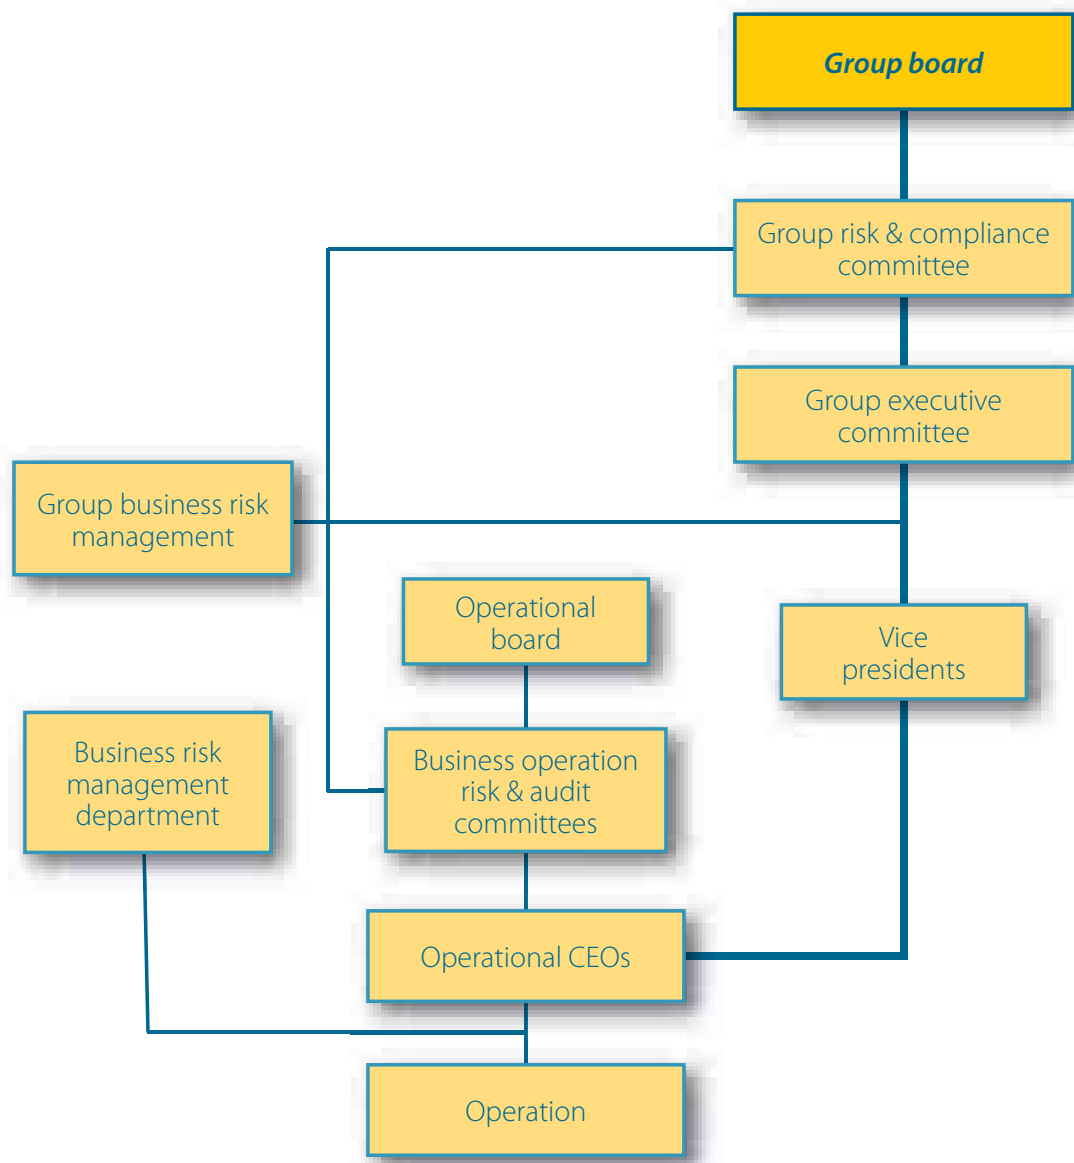 Group board
Group risk & compliance
committee
Group executive
committee
Group business risk
management
Operational
board
Vice
presidents
Business risk
management
department
Business operation
risk & audit
committees
Operational CEOs
Operation